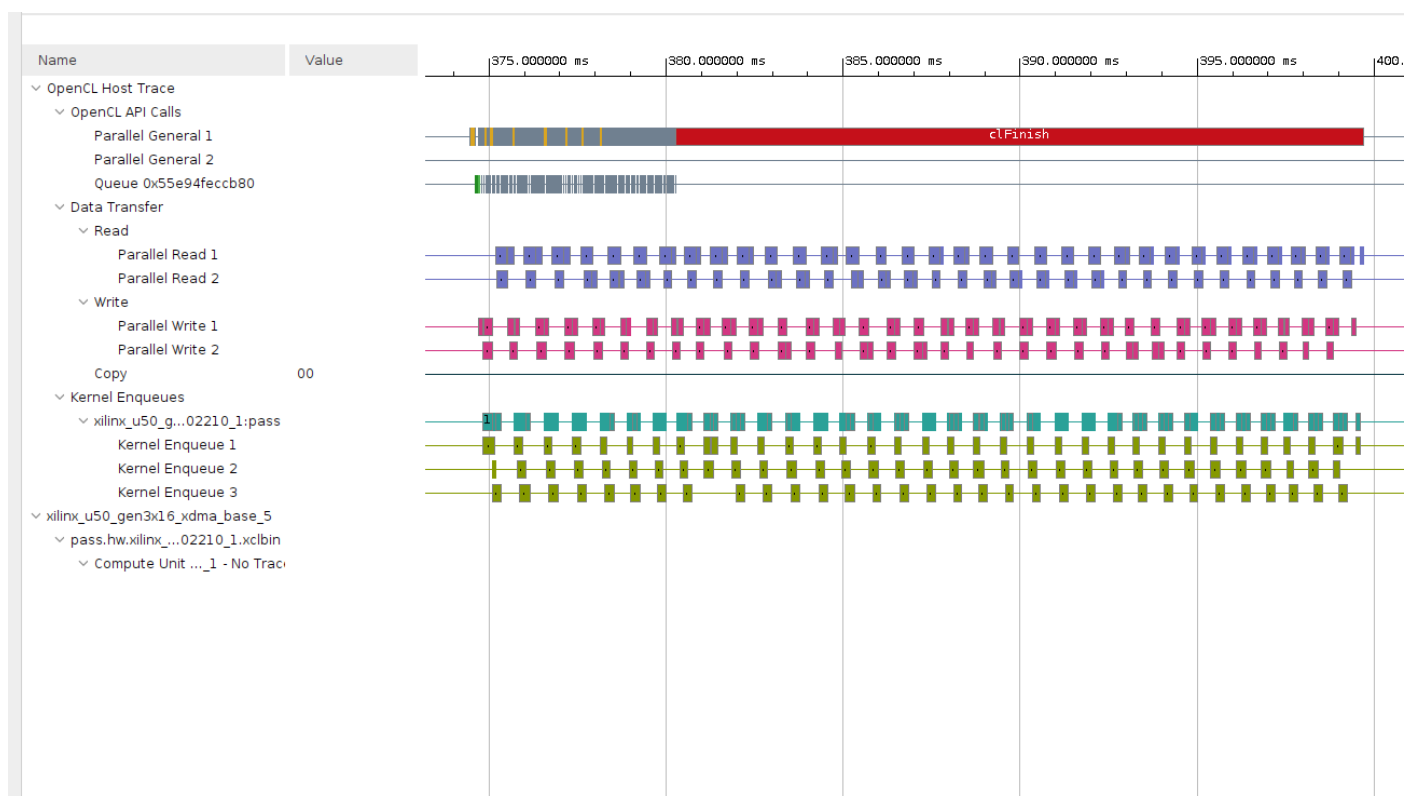 Name Value 375.000000 ms 380.000000 ms 385.000000 ms 390.000000 ms 395.000000 ms 400.
OpenCL Host Trace
OpenCL API Calls
Parallel General 1 clFinish
Parallel General 2
Queue 0x55e94feccb80
Data Transfer
Read
Parallel Read 1
Parallel Read 2
Write
Parallel Write 1
Parallel Write 2
Copy 00
Kernel Enqueues
xilinx_u50_g...02210_1:pass 1
Kernel Enqueue 1
Kernel Enqueue 2
Kernel Enqueue 3
xilinx_u50_gen3x16_xdma_base_5
pass.hw.xilinx_...02210_1.xclbin
Compute Unit ..._1 - No Trac